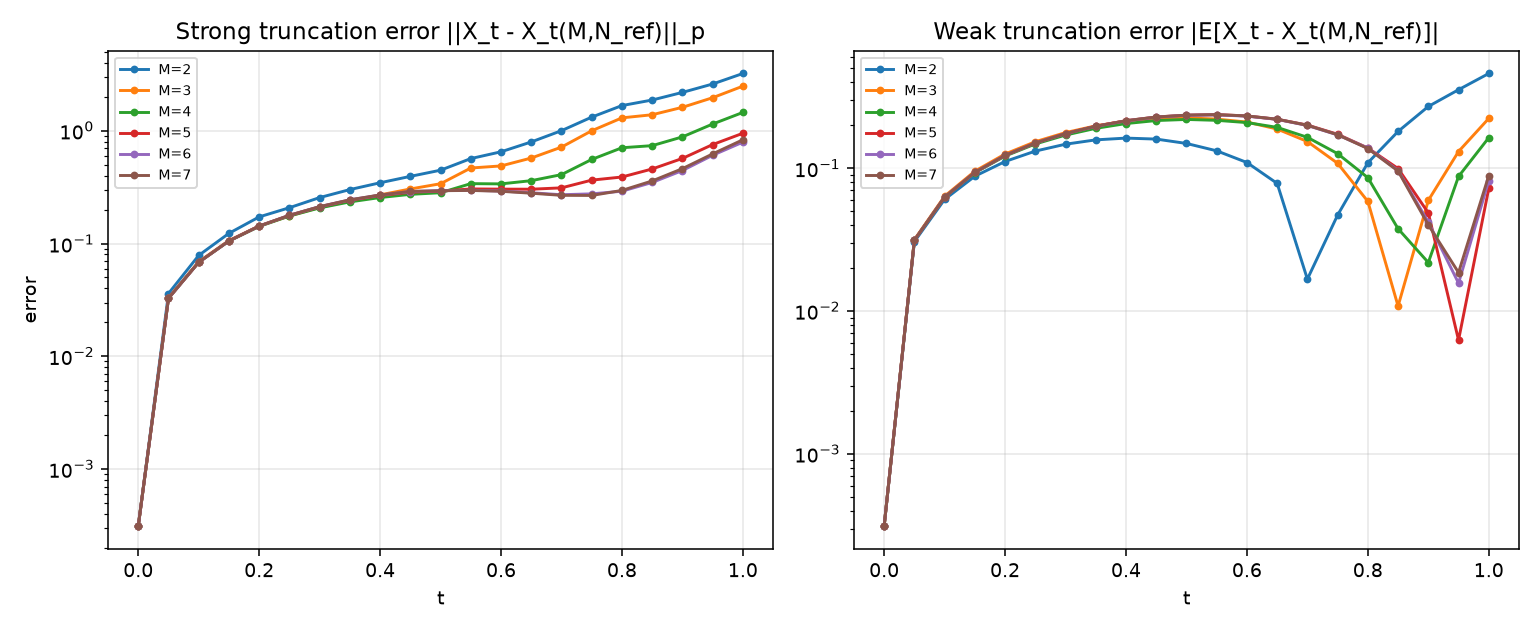 Strong truncation error ||X_t - X_t(M,N_ref)||_p
M=2
M=3
M=4
M=5
M=6
M=7
10⁰
10⁻¹
10⁻²
10⁻³
error
0.0 0.2 0.4 0.6 0.8 1.0
t
Weak truncation error |E[X_t - X_t(M,N_ref)]|
M=2
M=3
M=4
M=5
M=6
M=7
10⁻¹
10⁻²
10⁻³
0.0 0.2 0.4 0.6 0.8 1.0
t